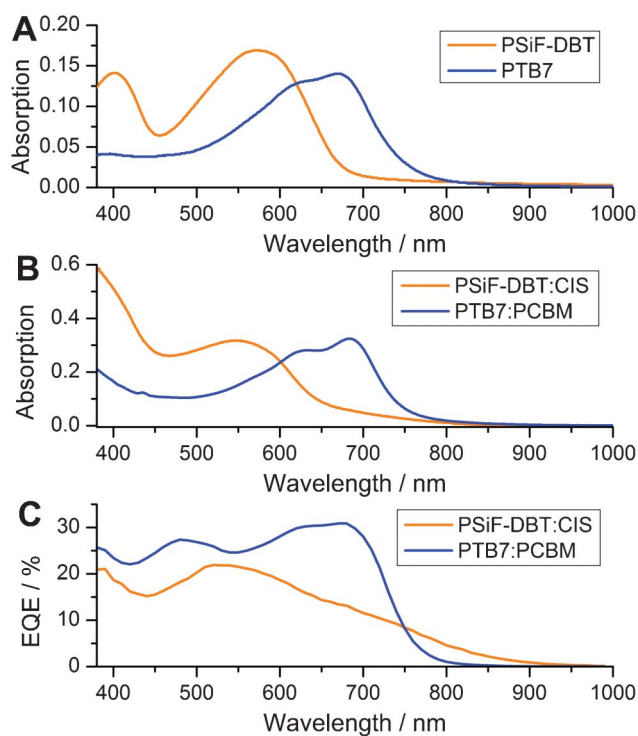 A
0.20
0.15
0.10
0.05
0.00
Absorption
PSiF-DBT
PTB7
400 500 600 700 800 900 1000
Wavelength / nm
B
0.6
0.4
0.2
0.0
Absorption
PSiF-DBT:CIS
PTB7:PCBM
400 500 600 700 800 900 1000
Wavelength / nm
C
30
20
10
0
EQE / %
PSiF-DBT:CIS
PTB7:PCBM
400 500 600 700 800 900 1000
Wavelength / nm